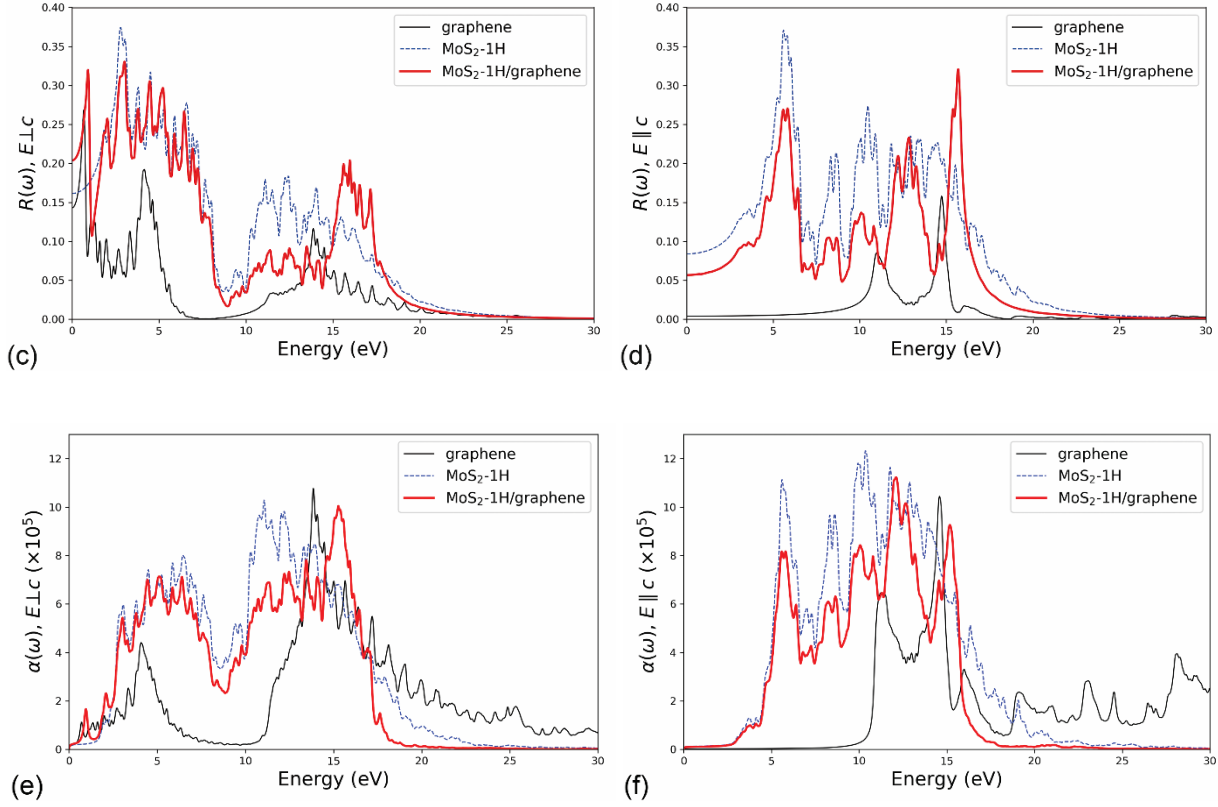 R(ω), E⊥c
0.40
0.35
0.30
0.25
0.20
0.15
0.10
0.05
0.00
graphene
MoS₂-1H
MoS₂-1H/graphene
0 5 10 15 20 25 30
Energy (eV)
(c)
R(ω), E ∥ c
0.40
0.35
0.30
0.25
0.20
0.15
0.10
0.05
0.00
graphene
MoS₂-1H
MoS₂-1H/graphene
0 5 10 15 20 25 30
Energy (eV)
(d)
α(ω), E⊥c (×10⁵)
12
10
8
6
4
2
0
graphene
MoS₂-1H
MoS₂-1H/graphene
0 5 10 15 20 25 30
Energy (eV)
(e)
α(ω), E ∥ c (×10⁵)
12
10
8
6
4
2
0
graphene
MoS₂-1H
MoS₂-1H/graphene
0 5 10 15 20 25 30
Energy (eV)
(f)